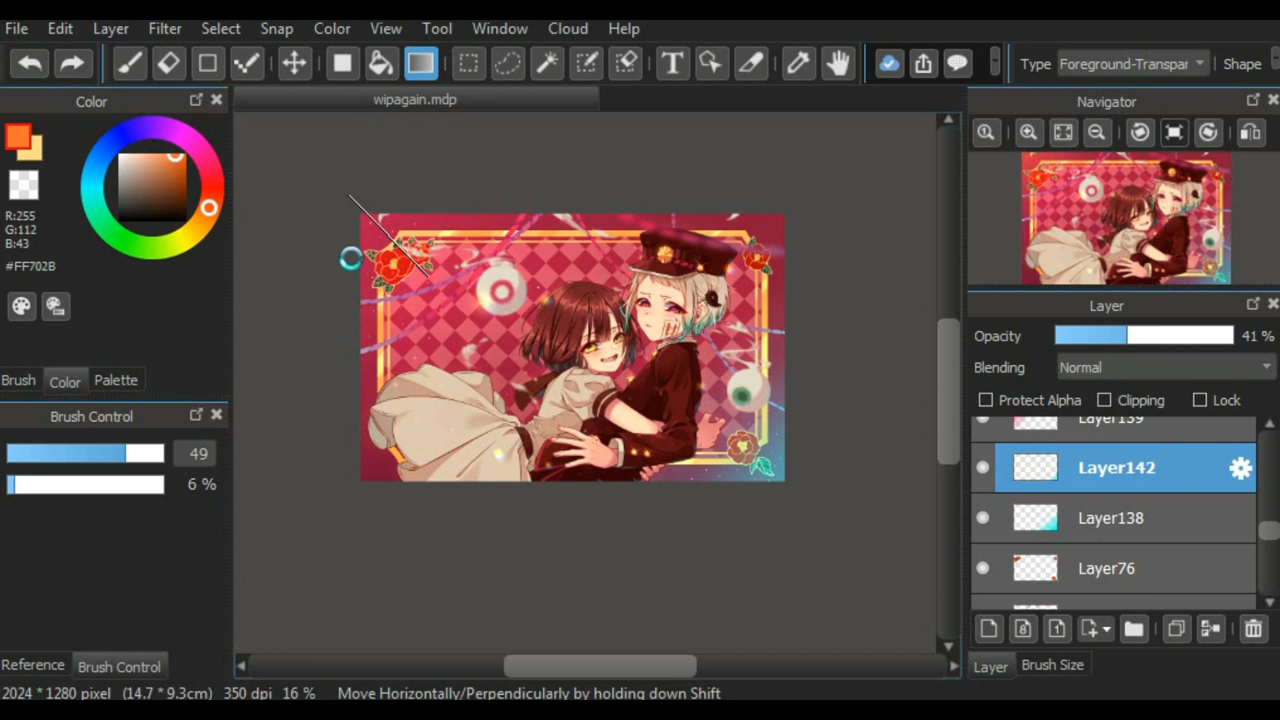 File Edit Layer Filter Select Snap Color View Tool Window Cloud Help
T Type Foreground-Transpar Shape
Color
wipagain.mdp
Navigator
R:255
G:112
B:43
#FF702B
Layer
Opacity 41 %
Blending Normal
Brush Color Palette
Protect Alpha Clipping Lock
Brush Control
Layer139
49
Layer142
6 %
Layer138
Layer76
8 1
Reference Brush Control
Layer Brush Size
2024 * 1280 pixel (14.7 * 9.3cm) 350 dpi 16 % Move Horizontally/Perpendicularly by holding down Shift